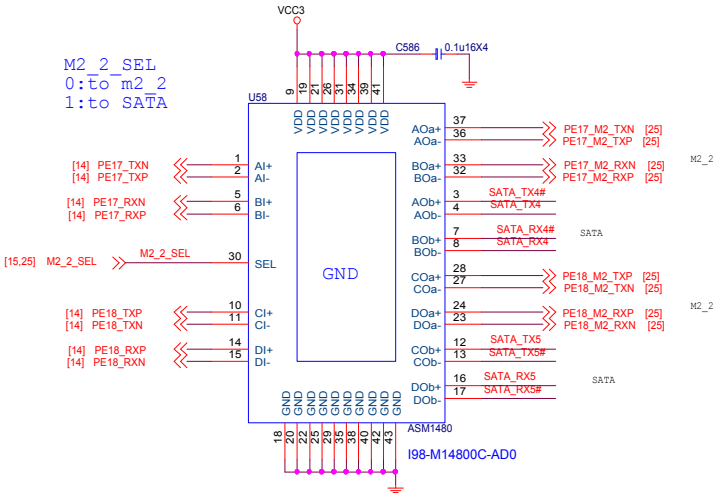 VCC3
C586 0.1u16X4
M2_2_SEL
0:to m2_2
1:to SATA
U58
9 19 21 26 31 34 39 41
VDD VDD VDD VDD VDD VDD VDD VDD
37 AOa+ PE17_M2_TXN [25]
36 AOa- PE17_M2_TXP [25]
[14] PE17_TXN 1 AI+
[14] PE17_TXP 2 AI-
33 BOa+ PE17_M2_RXN [25]
32 BOa- PE17_M2_RXP [25]
M2_2
[14] PE17_RXN 5 BI+
[14] PE17_RXP 6 BI-
3 AOb+ SATA_TX4#
4 AOb- SATA_TX4
7 BOb+ SATA_RX4#
8 BOb- SATA_RX4
SATA
[15,25] M2_2_SEL M2_2_SEL 30 SEL
GND
28 COa+ PE18_M2_TXP [25]
27 COa- PE18_M2_TXN [25]
[14] PE18_TXP 10 CI+
[14] PE18_TXN 11 CI-
24 DOa+ PE18_M2_RXP [25]
23 DOa- PE18_M2_RXN [25]
M2_2
[14] PE18_RXP 14 DI+
[14] PE18_RXN 15 DI-
12 COb+ SATA_TX5
13 COb- SATA_TX5#
16 DOb+ SATA_RX5
17 DOb- SATA_RX5#
SATA
GND GND GND GND GND GND GND GND GND GND
18 20 22 25 29 35 38 40 42 43
ASM1480
I98-M14800C-AD0